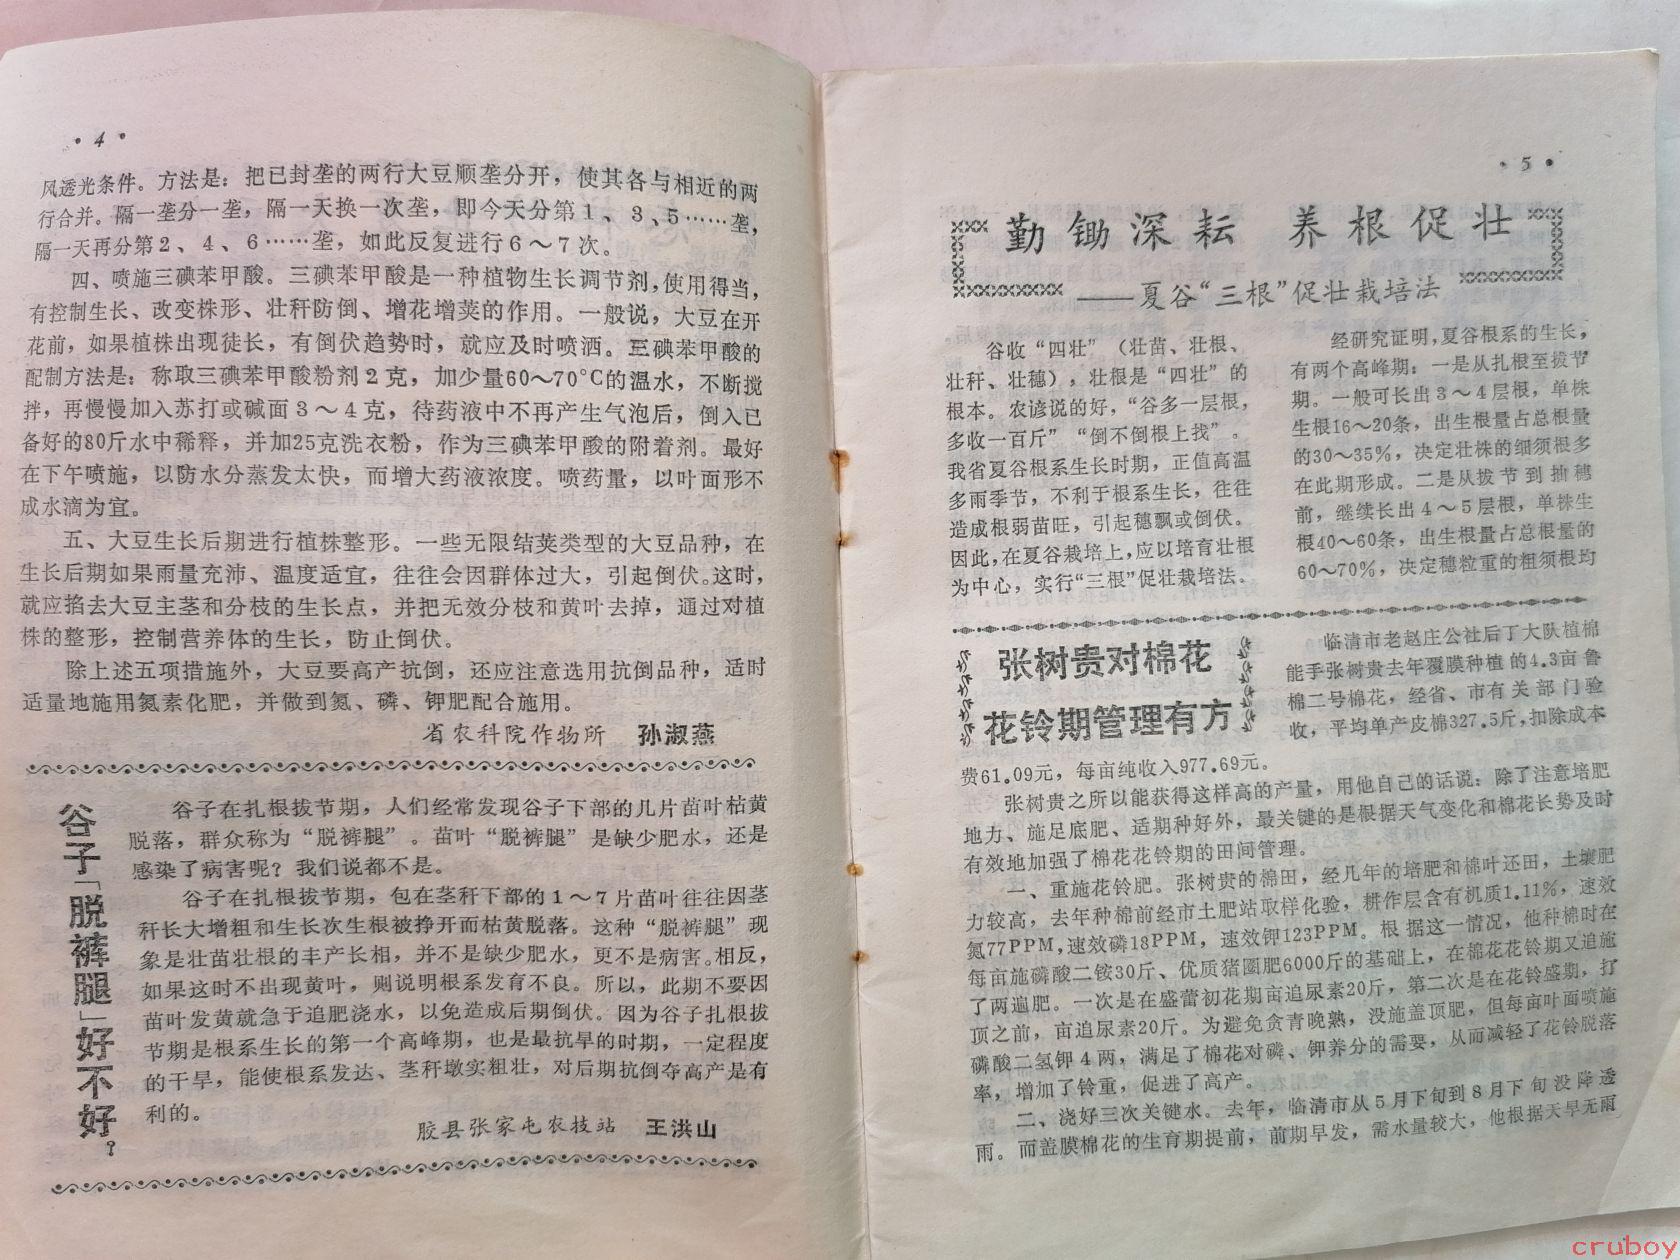 • 4 •
风透光条件。方法是：把已封垄的两行大豆顺垄分开，使其各与相近的两
行合并。隔一垄分一垄，隔一天换一次垄，即今天分第1、3、5……垄，
隔一天再分第2、4、6……垄，如此反复进行6～7次。
四、喷施三碘苯甲酸。三碘苯甲酸是一种植物生长调节剂，使用得当，
有控制生长、改变株形、壮秆防倒、增花增荚的作用。一般说，大豆在开
花前，如果植株出现徒长，有倒伏趋势时，就应及时喷洒。三碘苯甲酸的
配制方法是：称取三碘苯甲酸粉剂2克，加少量60～70°C的温水，不断搅
拌，再慢慢加入苏打或碱面3～4克，待药液中不再产生气泡后，倒入已
备好的80斤水中稀释，并加25克洗衣粉，作为三碘苯甲酸的附着剂。最好
在下午喷施，以防水分蒸发太快，而增大药液浓度。喷药量，以叶面形不
成水滴为宜。
五、大豆生长后期进行植株整形。一些无限结荚类型的大豆品种，在
生长后期如果雨量充沛、温度适宜，往往会因群体过大，引起倒伏。这时，
就应掐去大豆主茎和分枝的生长点，并把无效分枝和黄叶去掉，通过对植
株的整形，控制营养体的生长，防止倒伏。
除上述五项措施外，大豆要高产抗倒，还应注意选用抗倒品种，适时
适量地施用氮素化肥，并做到氮、磷、钾肥配合施用。
省农科院作物所 孙淑燕
谷子「脱裤腿」好不好？
谷子在扎根拔节期，人们经常发现谷子下部的几片苗叶枯黄
脱落，群众称为“脱裤腿”。苗叶“脱裤腿”是缺少肥水，还是
感染了病害呢？我们说都不是。
谷子在扎根拔节期，包在茎秆下部的1～7片苗叶往往因茎
秆长大增粗和生长次生根被挣开而枯黄脱落。这种“脱裤腿”现
象是壮苗壮根的丰产长相，并不是缺少肥水，更不是病害。相反，
如果这时不出现黄叶，则说明根系发育不良。所以，此期不要因
苗叶发黄就急于追肥浇水，以免造成后期倒伏。因为谷子扎根拔
节期是根系生长的第一个高峰期，也是最抗旱的时期，一定程度
的干旱，能使根系发达、茎秆墩实粗壮，对后期抗倒夺高产是有
利的。
胶县张家屯农技站 王洪山
• 5 •
勤锄深耘 养根促壮
——夏谷“三根”促壮栽培法
谷收“四壮”（壮苗、壮根、
壮秆、壮穗），壮根是“四壮”的
根本。农谚说的好，“谷多一层根，
多收一百斤”“倒不倒根上找”。
我省夏谷根系生长时期，正值高温
多雨季节，不利于根系生长，往往
造成根弱苗旺，引起穗飘或倒伏。
因此，在夏谷栽培上，应以培育壮根
为中心，实行“三根”促壮栽培法。
经研究证明，夏谷根系的生长，
有两个高峰期：一是从扎根至拔节
期。一般可长出3～4层根，单株
生根16～20条，出生根量占总根量
的30～35%，决定壮株的细须根多
在此期形成。二是从拔节到抽穗
前，继续长出4～5层根，单株生
根40～60条，出生根量占总根量的
60～70%，决定穗粒重的粗须根均
张树贵对棉花
花铃期管理有方
临清市老赵庄公社后丁大队植棉
能手张树贵去年覆膜种植的4.3亩鲁
棉二号棉花，经省、市有关部门验
收，平均单产皮棉327.5斤，扣除成本
费61.09元，每亩纯收入977.69元。
张树贵之所以能获得这样高的产量，用他自己的话说：除了注意培肥
地力、施足底肥、适期种好外，最关键的是根据天气变化和棉花长势及时
有效地加强了棉花花铃期的田间管理。
一、重施花铃肥。张树贵的棉田，经几年的培肥和棉叶还田，土壤肥
力较高，去年种棉前经市土肥站取样化验，耕作层含有机质1.11%，速效
氮77PPM，速效磷18PPM，速效钾123PPM。根据这一情况，他种棉时在
每亩施磷酸二铵30斤、优质猪圈肥6000斤的基础上，在棉花花铃期又追施
了两遍肥。一次是在盛蕾初花期亩追尿素20斤，第二次是在花铃盛期，打
顶之前，亩追尿素20斤。为避免贪青晚熟，没施盖顶肥，但每亩叶面喷施
磷酸二氢钾4两，满足了棉花对磷、钾养分的需要，从而减轻了花铃脱落
率，增加了铃重，促进了高产。
二、浇好三次关键水。去年，临清市从5月下旬到8月下旬没降透
雨。而盖膜棉花的生育期提前，前期早发，需水量较大，他根据天旱无雨
cruboy